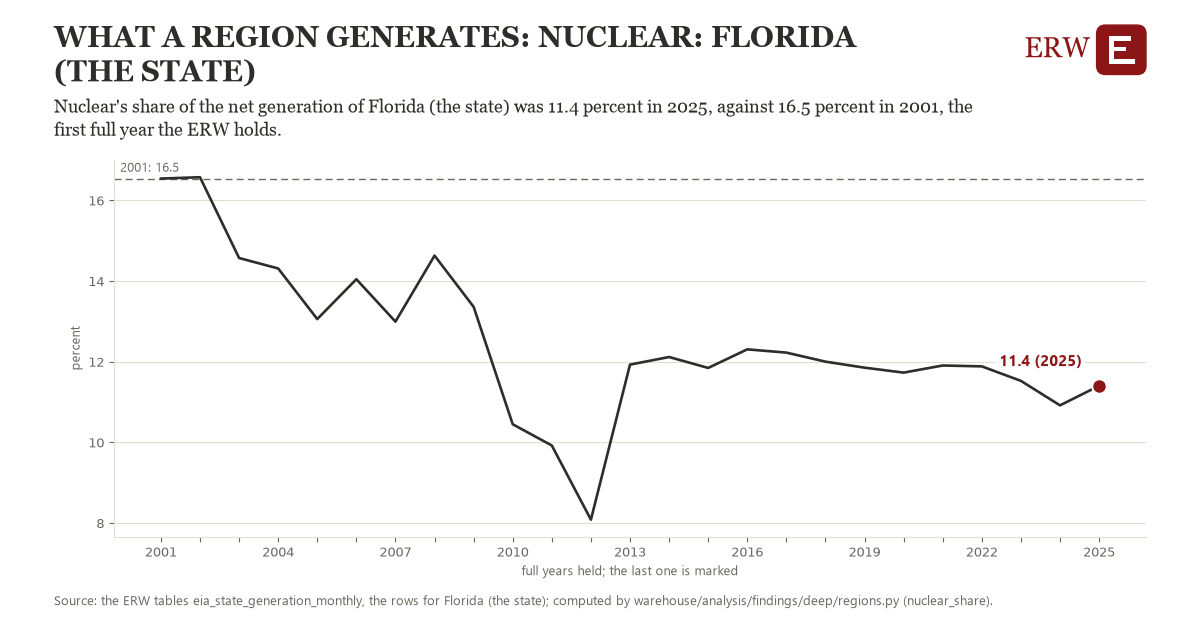 WHAT A REGION GENERATES: NUCLEAR: FLORIDA
(THE STATE)
ERW E
Nuclear's share of the net generation of Florida (the state) was 11.4 percent in 2025, against 16.5 percent in 2001, the
first full year the ERW holds.
2001: 16.5
16
14
12
10
8
percent
11.4 (2025)
2001 2004 2007 2010 2013 2016 2019 2022 2025
full years held; the last one is marked
Source: the ERW tables eia_state_generation_monthly, the rows for Florida (the state); computed by warehouse/analysis/findings/deep/regions.py (nuclear_share).